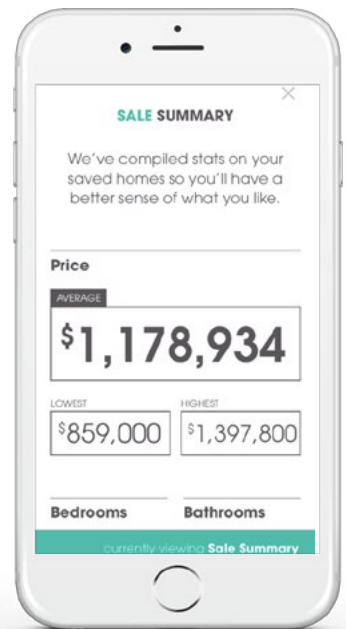 SALE SUMMARY
We've compiled stats on your
saved homes so you'll have a
better sense of what you like.
Price
AVERAGE
$1,178,934
LOWEST HIGHEST
$859,000 $1,397,800
Bedrooms Bathrooms
currently viewing Sale Summary